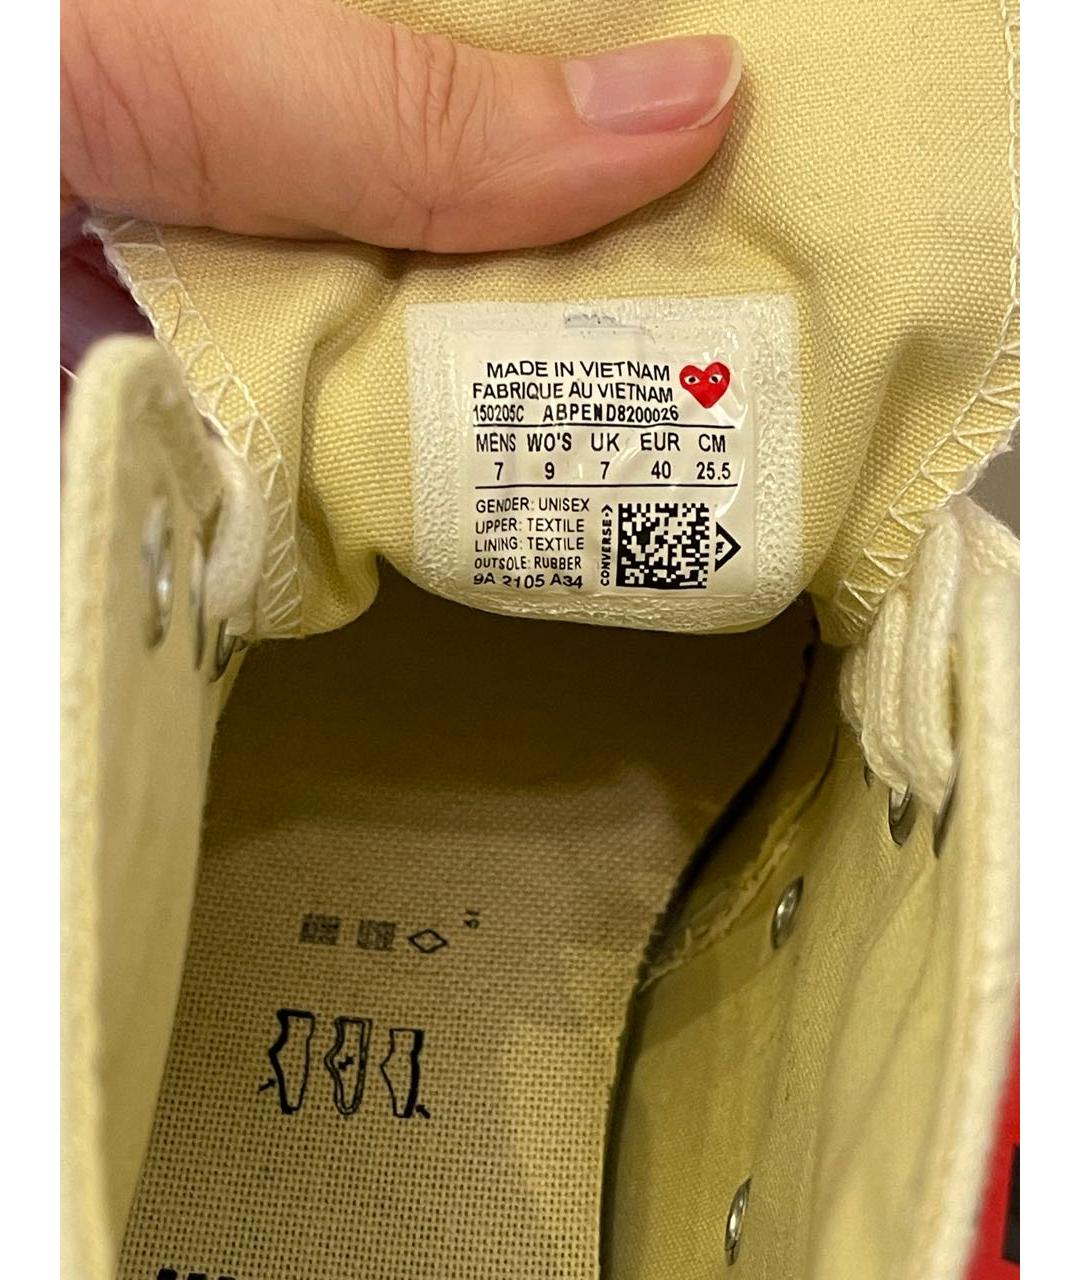 MADE IN VIETNAM
FABRIQUE AU VIETNAM
150205C ABPEND8200026
MENS WO'S UK EUR CM
7 9 7 40 25.5
GENDER: UNISEX
UPPER: TEXTILE
LINING: TEXTILE
OUTSOLE: RUBBER
9A 2105 A34
CONVERSE